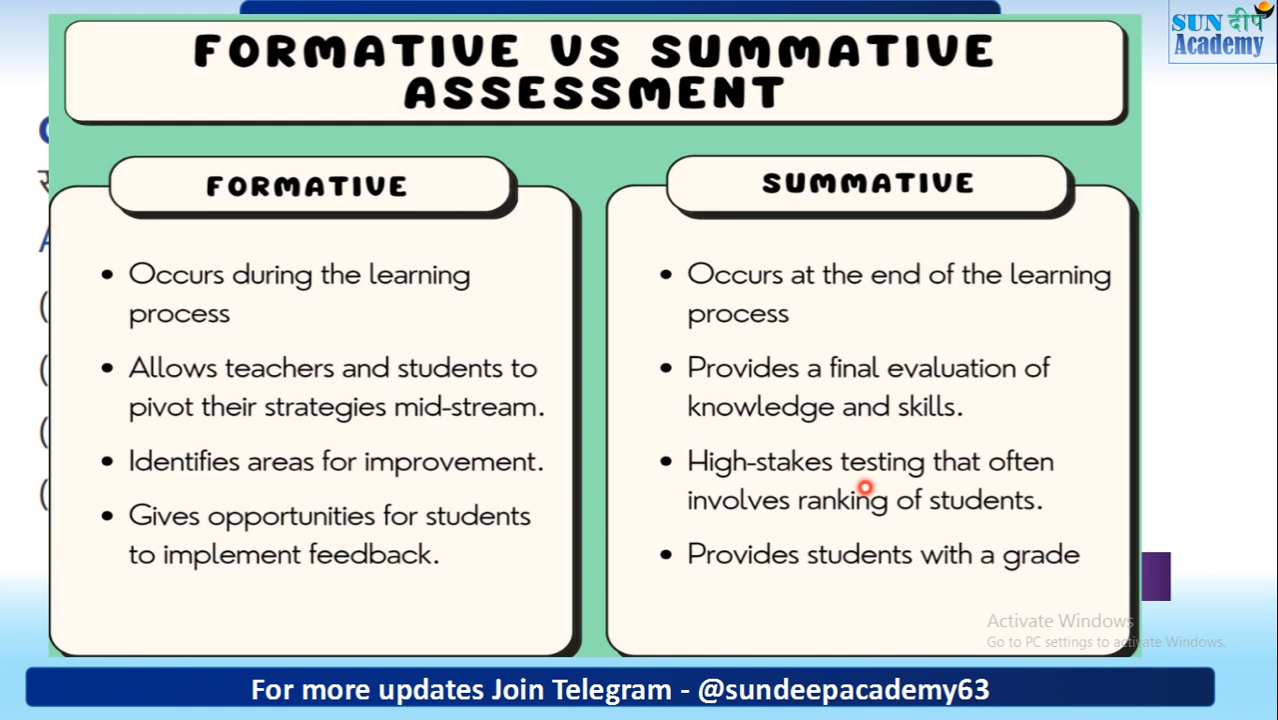 SUN दीप
Academy
FORMATIVE VS SUMMATIVE
ASSESSMENT
FORMATIVE
• Occurs during the learning
process
• Allows teachers and students to
pivot their strategies mid-stream.
• Identifies areas for improvement.
• Gives opportunities for students
to implement feedback.
SUMMATIVE
• Occurs at the end of the learning
process
• Provides a final evaluation of
knowledge and skills.
• High-stakes testing that often
involves ranking of students.
• Provides students with a grade
Activate Windows
Go to PC settings to activate Windows.
For more updates Join Telegram - @sundeepacademy63